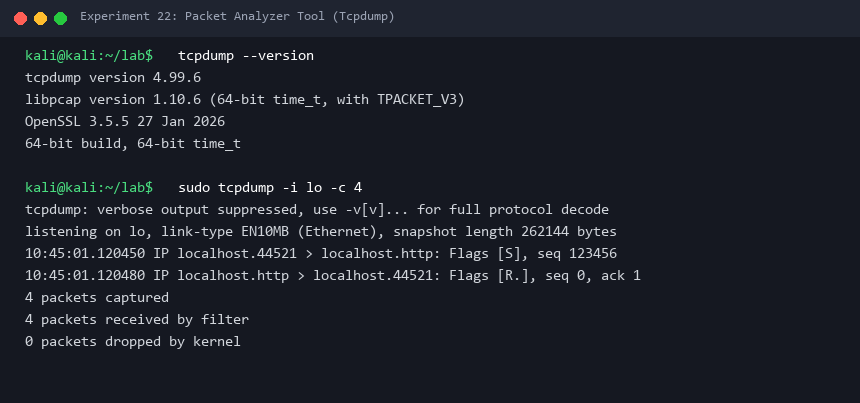 Experiment 22: Packet Analyzer Tool (Tcpdump)
kali@kali:~/lab$ tcpdump --version
tcpdump version 4.99.6
libpcap version 1.10.6 (64-bit time_t, with TPACKET_V3)
OpenSSL 3.5.5 27 Jan 2026
64-bit build, 64-bit time_t
kali@kali:~/lab$ sudo tcpdump -i lo -c 4
tcpdump: verbose output suppressed, use -v[v]... for full protocol decode
listening on lo, link-type EN10MB (Ethernet), snapshot length 262144 bytes
10:45:01.120450 IP localhost.44521 > localhost.http: Flags [S], seq 123456
10:45:01.120480 IP localhost.http > localhost.44521: Flags [R.], seq 0, ack 1
4 packets captured
4 packets received by filter
0 packets dropped by kernel